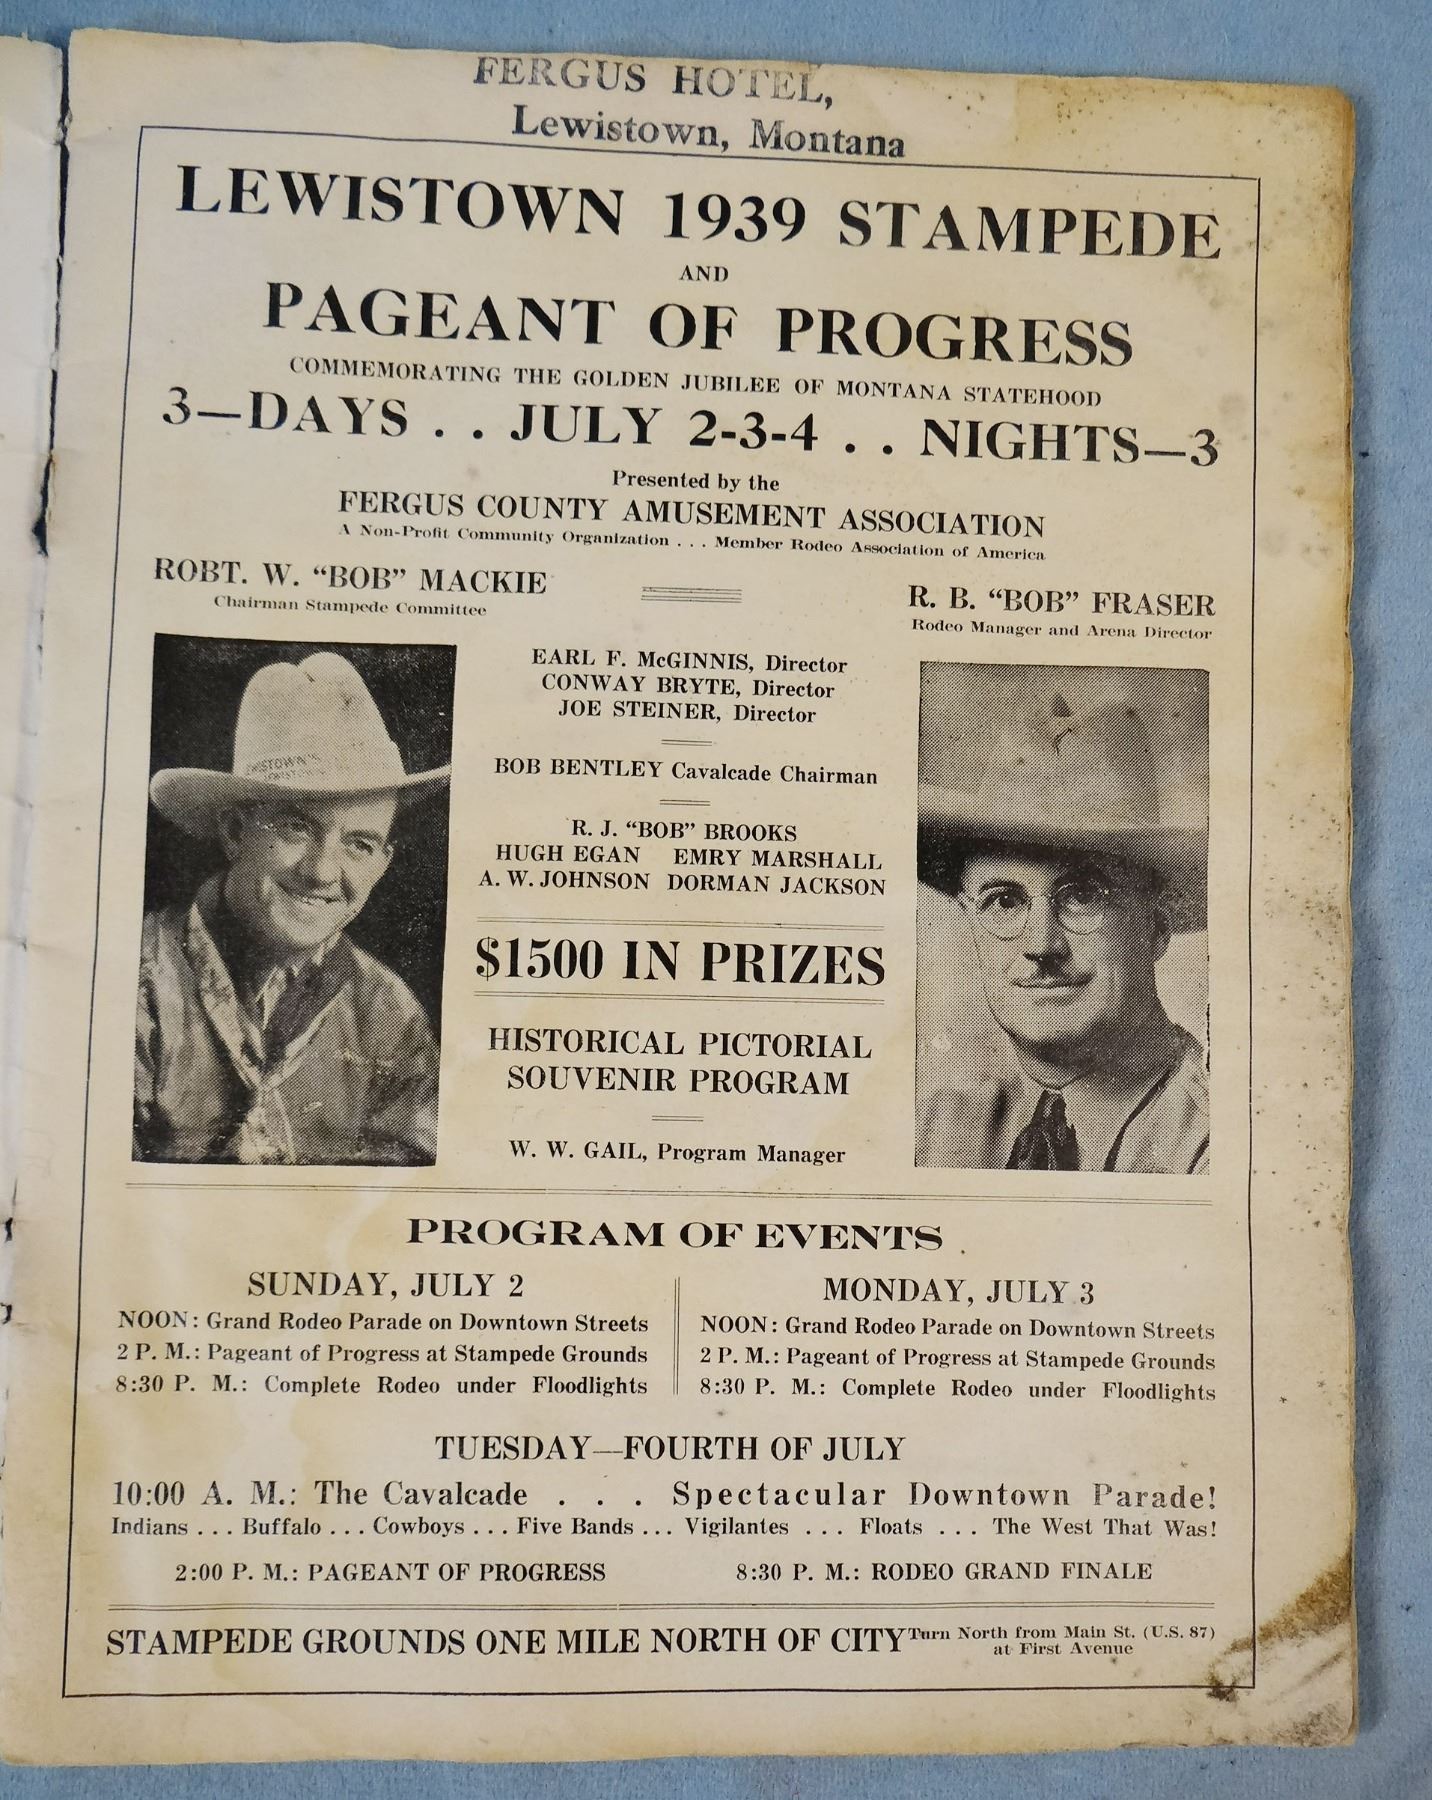 FERGUS HOTEL,
Lewistown, Montana
LEWISTOWN 1939 STAMPEDE
AND
PAGEANT OF PROGRESS
COMMEMORATING THE GOLDEN JUBILEE OF MONTANA STATEHOOD
3—DAYS . . JULY 2-3-4 . . NIGHTS—3
Presented by the
FERGUS COUNTY AMUSEMENT ASSOCIATION
A Non-Profit Community Organization . . . Member Rodeo Association of America
ROBT. W. “BOB” MACKIE
Chairman Stampede Committee
R. B. “BOB” FRASER
Rodeo Manager and Arena Director
EARL F. McGINNIS, Director
CONWAY BRYTE, Director
JOE STEINER, Director
BOB BENTLEY Cavalcade Chairman
R. J. “BOB” BROOKS
HUGH EGAN EMRY MARSHALL
A. W. JOHNSON DORMAN JACKSON
$1500 IN PRIZES
HISTORICAL PICTORIAL
SOUVENIR PROGRAM
W. W. GAIL, Program Manager
PROGRAM OF EVENTS
SUNDAY, JULY 2
NOON: Grand Rodeo Parade on Downtown Streets
2 P. M.: Pageant of Progress at Stampede Grounds
8:30 P. M.: Complete Rodeo under Floodlights
MONDAY, JULY 3
NOON: Grand Rodeo Parade on Downtown Streets
2 P. M.: Pageant of Progress at Stampede Grounds
8:30 P. M.: Complete Rodeo under Floodlights
TUESDAY—FOURTH OF JULY
10:00 A. M.: The Cavalcade . . . Spectacular Downtown Parade!
Indians . . . Buffalo . . . Cowboys . . . Five Bands . . . Vigilantes . . . Floats . . . The West That Was!
2:00 P. M.: PAGEANT OF PROGRESS 8:30 P. M.: RODEO GRAND FINALE
STAMPEDE GROUNDS ONE MILE NORTH OF CITY
Turn North from Main St. (U.S. 87)
at First Avenue